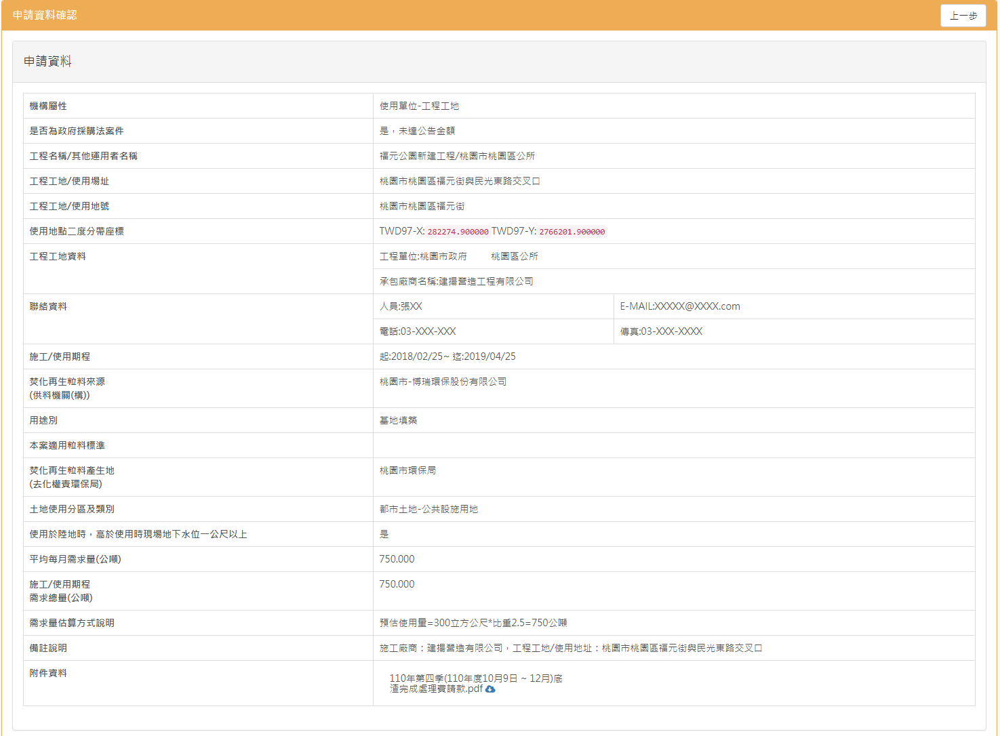 申請資料確認
上一步
申請資料
機構屬性
使用單位-工程工地
是否為政府採購法案件
是，未達公告金額
工程名稱/其他運用者名稱
福元公園新建工程/桃園市桃園區公所
工程工地/使用場址
桃園市桃園區福元街與民光東路交叉口
工程工地/使用地號
桃園市桃園區福元街
使用地點二度分帶座標
TWD97-X: 282274.900000 TWD97-Y: 2766201.900000
工程工地資料
工程單位:桃園市政府 桃園區公所
承包廠商名稱:建揚營造工程有限公司
聯絡資料
人員:張XX
E-MAIL:XXXXX@XXXX.com
電話:03-XXX-XXX
傳真:03-XXX-XXXX
施工/使用期程
起:2018/02/25~ 迄:2019/04/25
焚化再生粒料來源
(供料機關(構))
桃園市-博瑞環保股份有限公司
用途別
基地填築
本案適用粒料標準
焚化再生粒料產生地
(去化權責環保局)
桃園市環保局
土地使用分區及類別
都市土地-公共設施用地
使用於陸地時，高於使用時現場地下水位一公尺以上
是
平均每月需求量(公噸)
750.000
施工/使用期程
需求總量(公噸)
750.000
需求量估算方式說明
預估使用量=300立方公尺*比重2.5=750公噸
備註說明
施工廠商：建揚營造有限公司，工程工地/使用地址：桃園市桃園區福元街與民光東路交叉口
附件資料
110年第四季(110年度10月9日 ~ 12月)底
渣完成處理費請款.pdf